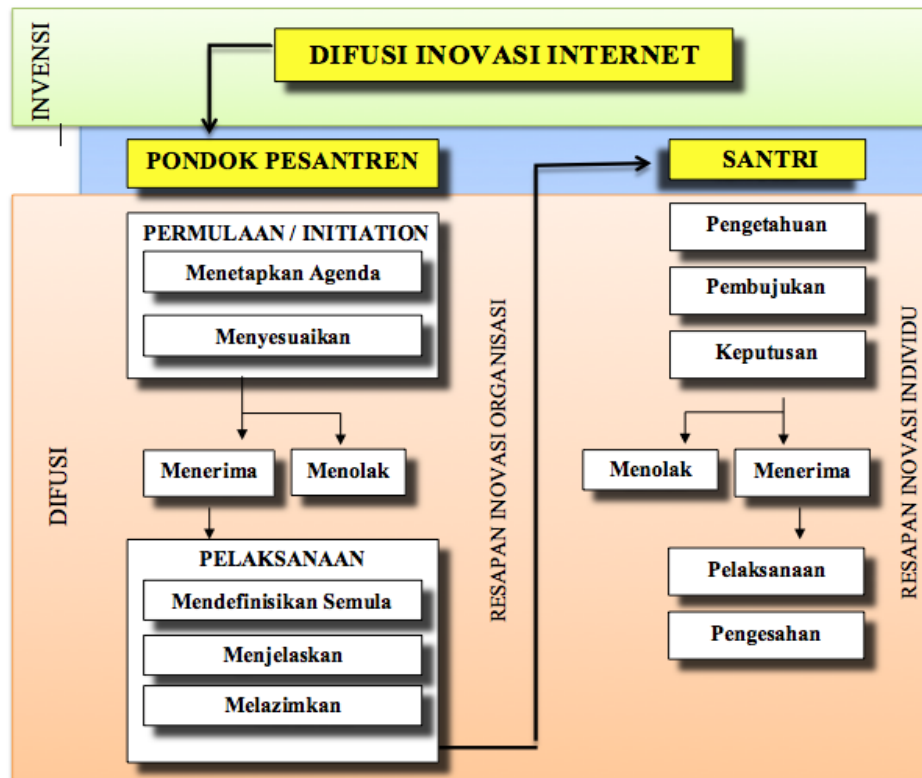 DIFUSI INOVASI INTERNET
INVENSI
PONDOK PESANTREN
SANTRI
PERMULAAN / INITIATION
Menetapkan Agenda
Menyesuaikan
Menerima
Menolak
PELAKSANAAN
Mendefinisikan Semula
Menjelaskan
Melazimkan
DIFUSI
RESAPAN INOVASI ORGANISASI
Pengetahuan
Pembujukan
Keputusan
Menolak
Menerima
Pelaksanaan
Pengesahan
RESAPAN INOVASI INDIVIDU